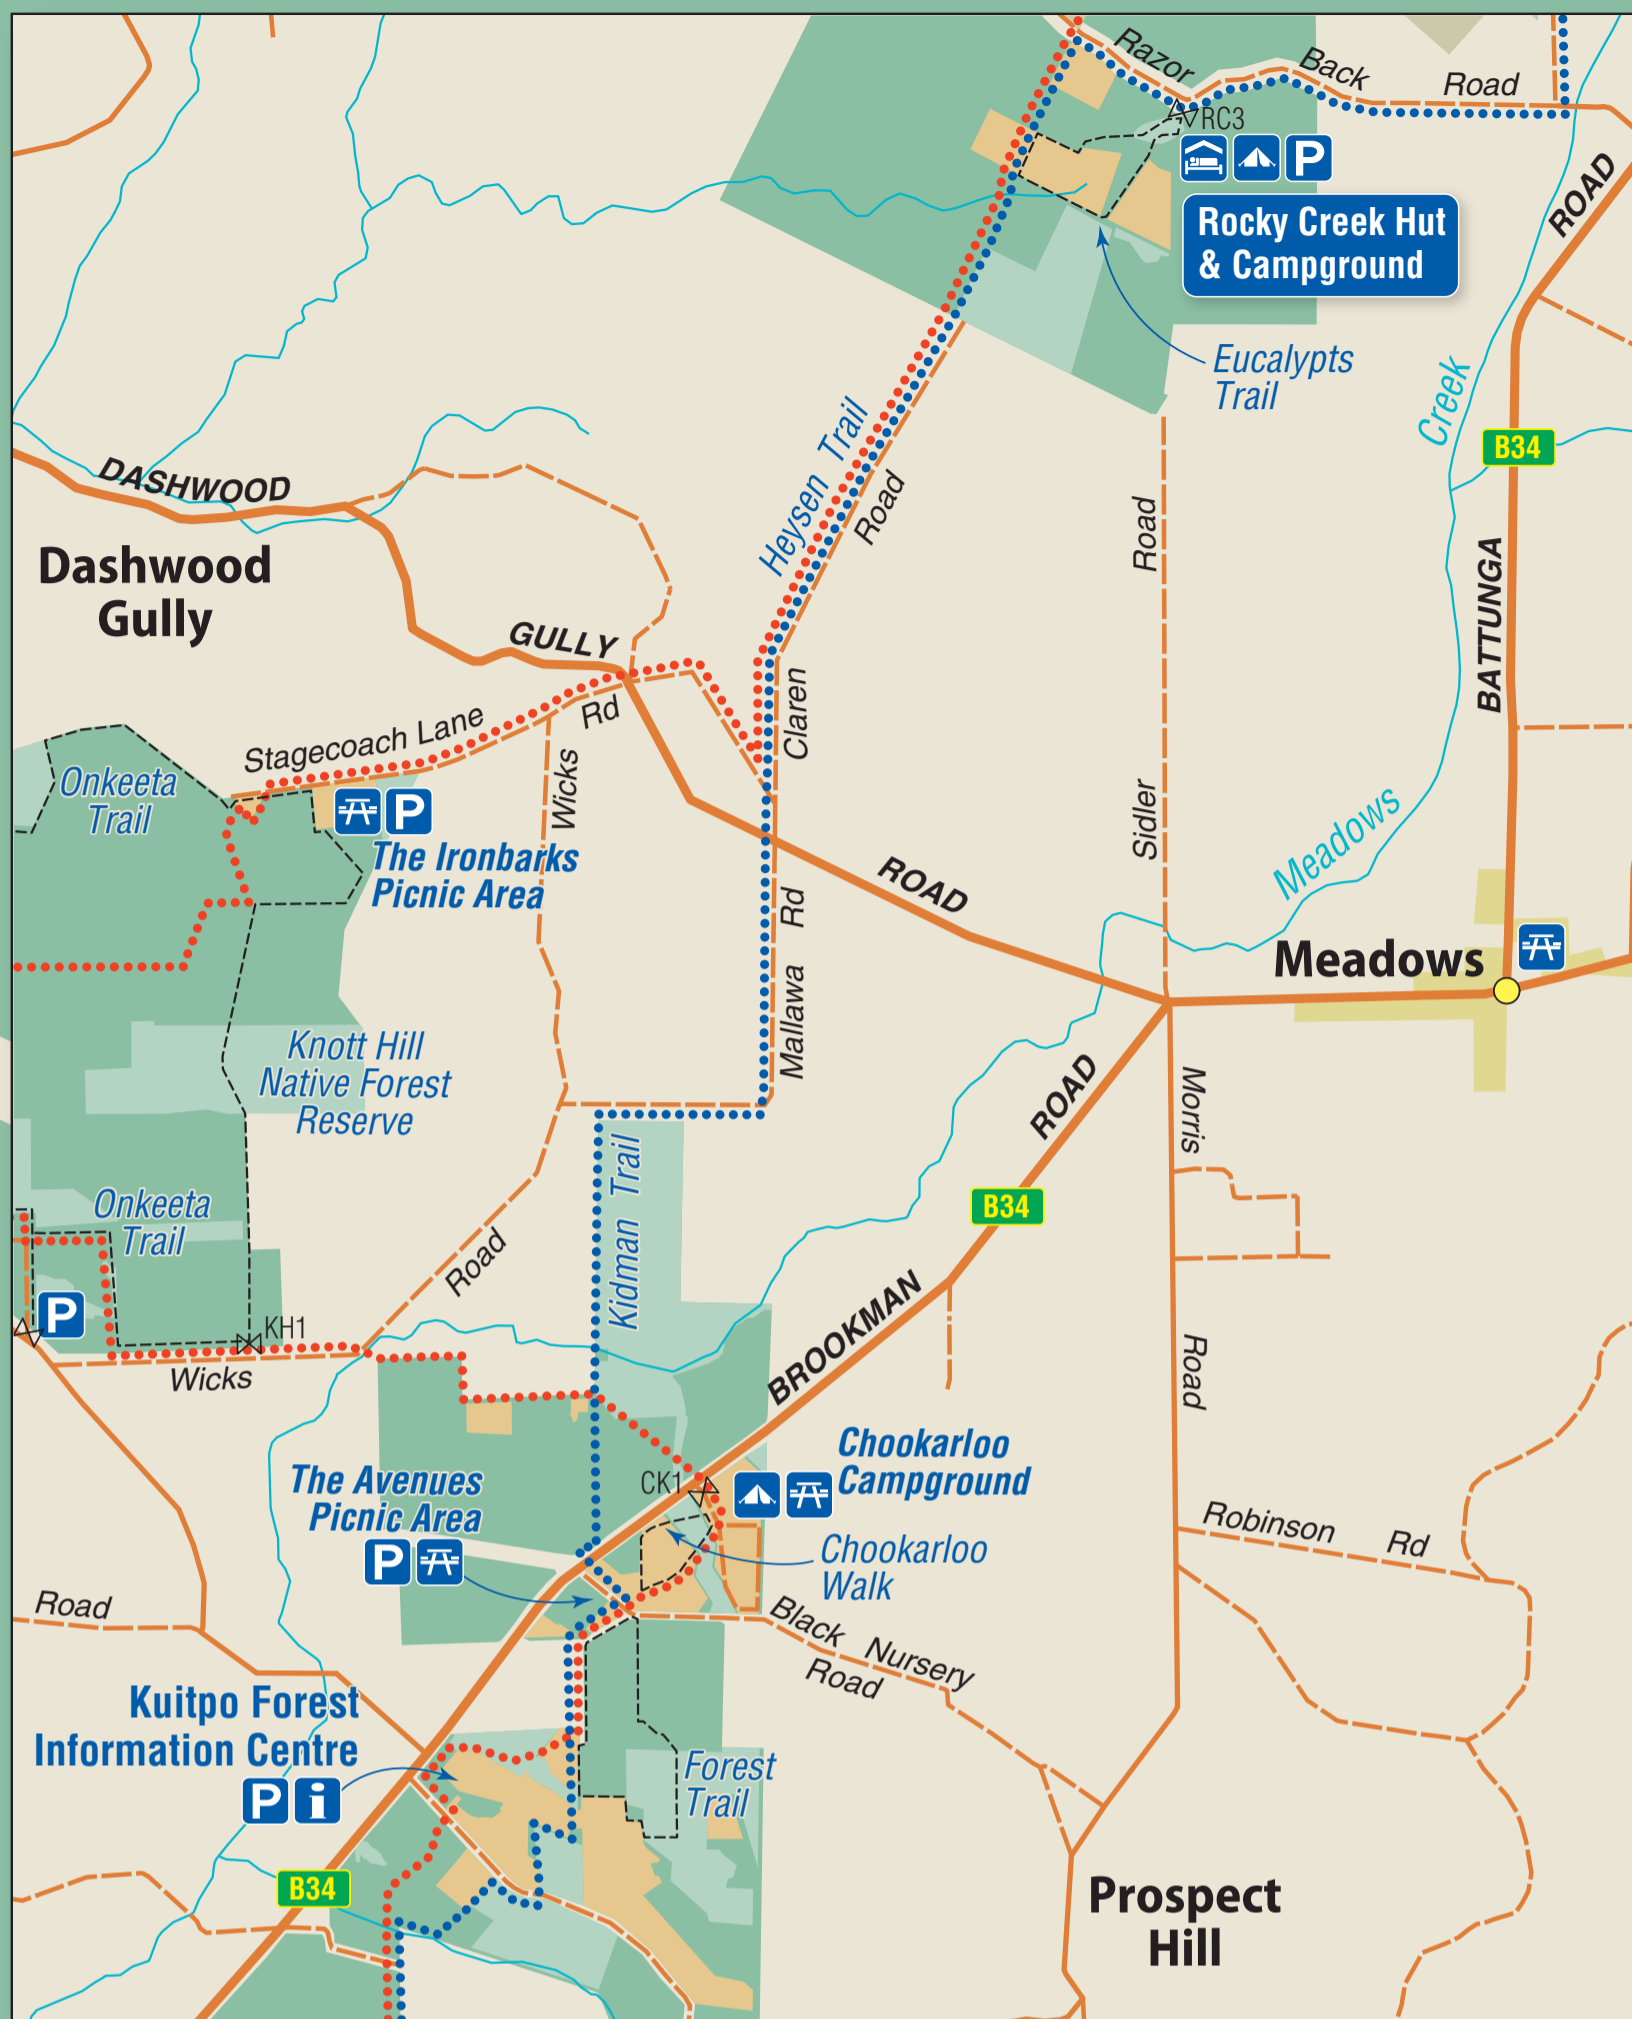 Razor
Back
Road
RC3
P
Rocky Creek Hut
& Campground
ROAD
Eucalypts
Trail
Creek
B34
Heysen Trail
Road
DASHWOOD
Dashwood
Gully
Road
BATTUNGA
GULLY
Claren
Rd
Stagecoach Lane
Onkeeta
Trail
Wicks
P
The Ironbarks
Picnic Area
Sidler
Meadows
ROAD
Rd
Meadows
Mallawa
Knott Hill
Native Forest
Reserve
ROAD
Morris
Kidman Trail
Onkeeta
Trail
B34
Road
P
KH1
Wicks
BROOKMAN
Road
Chookarloo
Campground
CK1
The Avenues
Picnic Area
P
Robinson Rd
Chookarloo
Walk
Road
Black Nursery
Road
Kuitpo Forest
Information Centre
P i
Forest
Trail
B34
Prospect
Hill